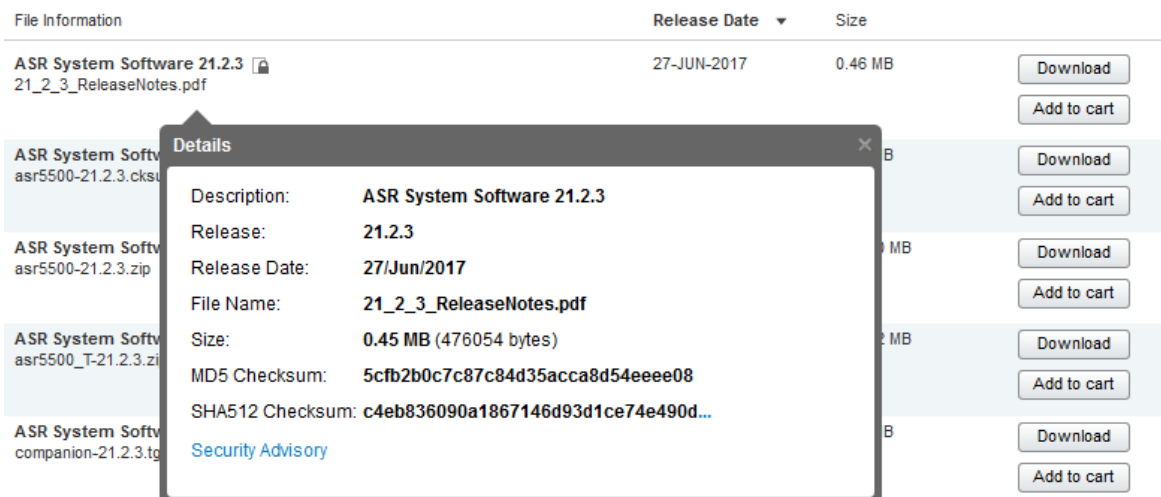 File Information Release Date Size
ASR System Software 21.2.3 27-JUN-2017 0.46 MB Download
21_2_3_ReleaseNotes.pdf
Add to cart
Details
ASR System Softw B Download
asr5500-21.2.3.cksu
Description: ASR System Software 21.2.3
Add to cart
Release: 21.2.3
ASR System Softw MB Download
asr5500-21.2.3.zip
Release Date: 27/Jun/2017
File Name: 21_2_3_ReleaseNotes.pdf Add to cart
ASR System Softw MB Download
Size: 0.45 MB (476054 bytes)
asr5500_T-21.2.3.zi
MD5 Checksum: 5cfb2b0c7c87c84d35acca8d54eeee08 Add to cart
SHA512 Checksum: c4eb836090a1867146d93d1ce74e490d...
ASR System Softw B Download
companion-21.2.3.tg
Security Advisory
Add to cart